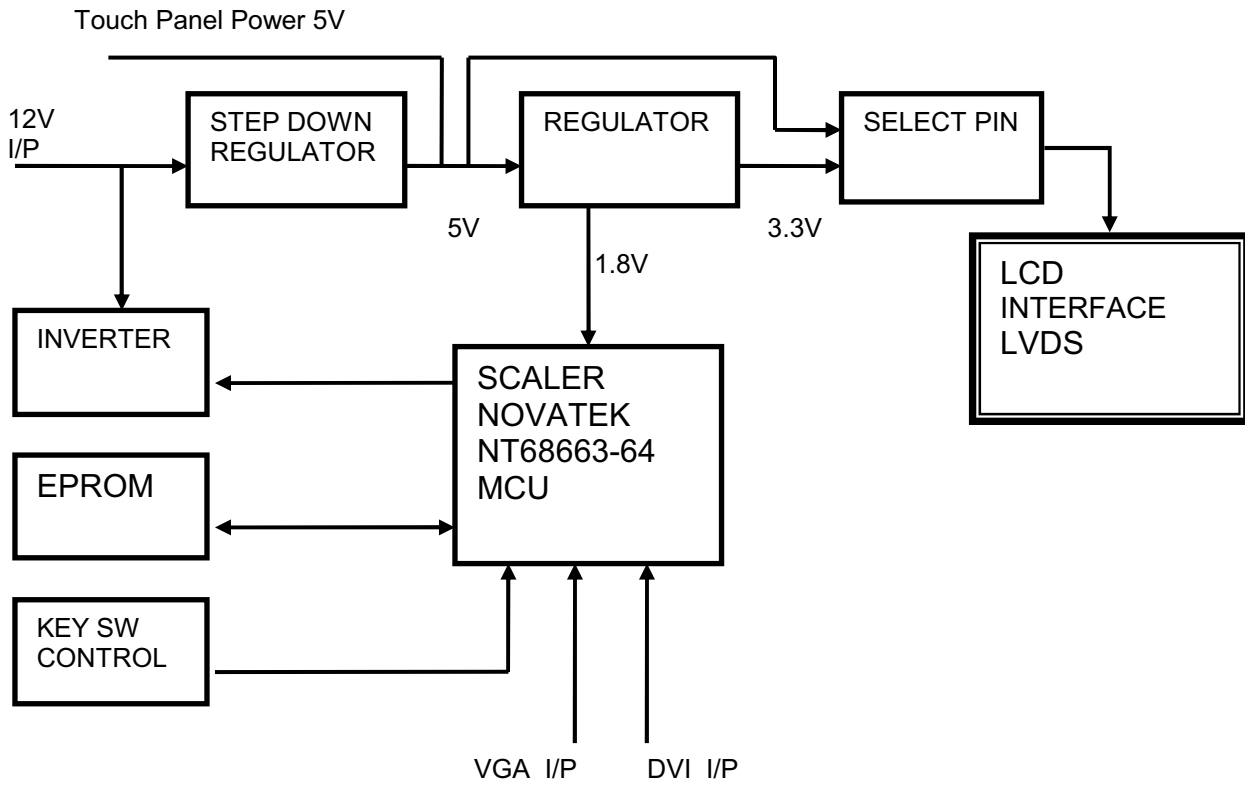 Touch Panel Power 5V
12V
I/P
STEP DOWN
REGULATOR
REGULATOR
SELECT PIN
5V
3.3V
1.8V
LCD
INTERFACE
LVDS
INVERTER
SCALER
NOVATEK
NT68663-64
MCU
EPROM
KEY SW
CONTROL
VGA I/P
DVI I/P